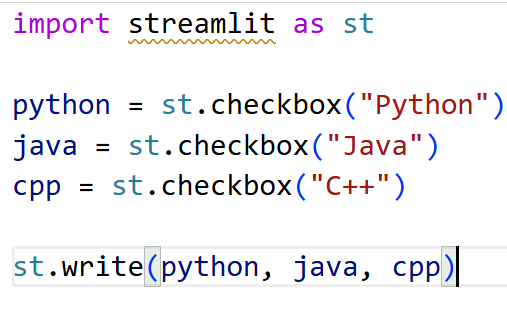 import streamlit as st
python = st.checkbox("Python")
java = st.checkbox("Java")
cpp = st.checkbox("C++")
st.write(python, java, cpp)